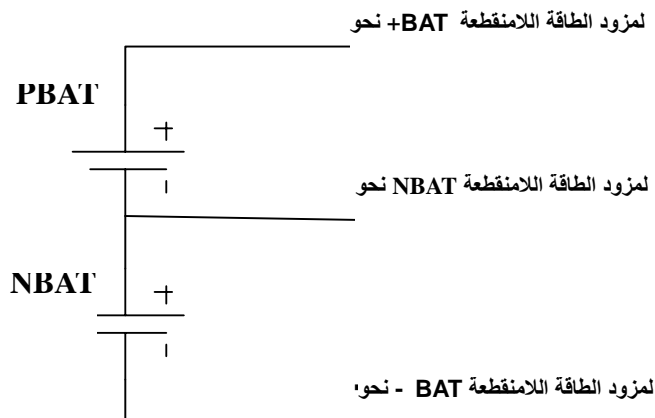 لمزود الطاقة اللامنقطعة BAT+ نحو
PBAT
+
-
لمزود الطاقة اللامنقطعة NBAT نحو
NBAT
+
-
لمزود الطاقة اللامنقطعة BAT - نحو